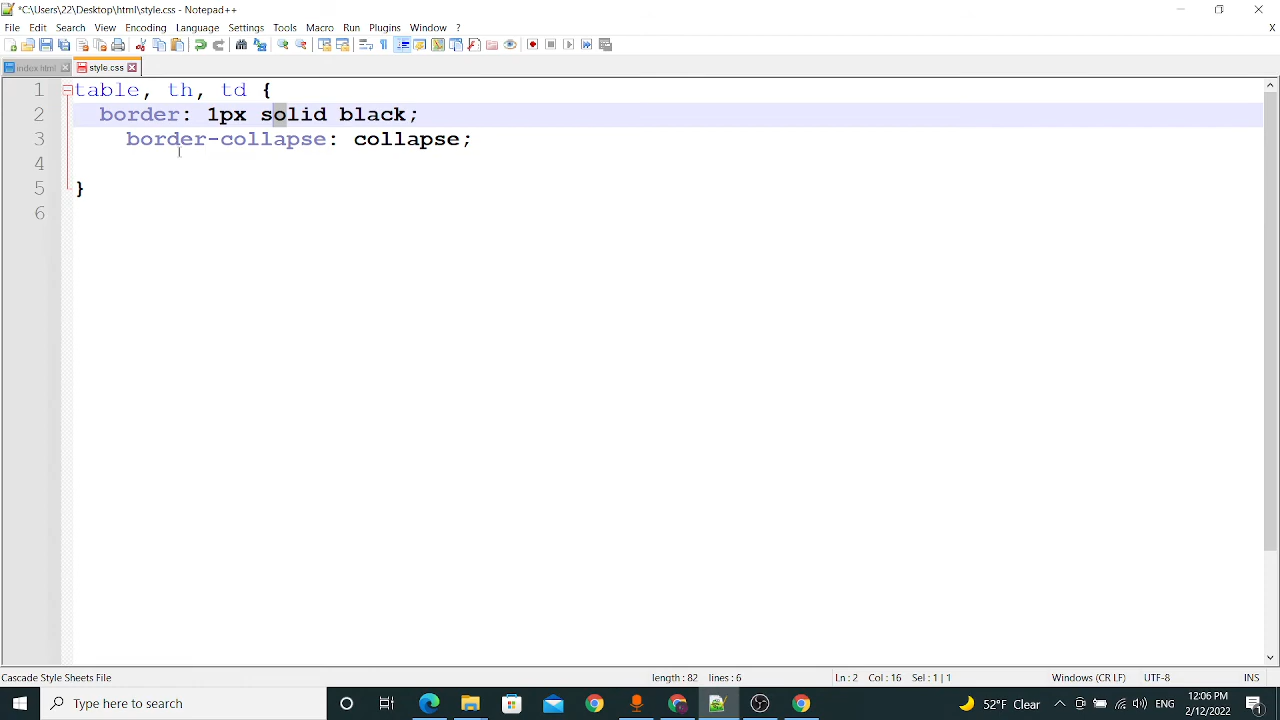 *C:\Users\22\Desktop\html\style.css - Notepad++
File Edit Search View Encoding Language Settings Tools Macro Run Plugins Window ? X
index.html style.css
1 table, th, td {
2 border: 1px solid black;
3 border-collapse: collapse;
4
5 }
6
Cascade Style Sheets File length: 82 lines: 6 Ln: 2 Col: 16 Sel: 1 | 1 Windows (CR LF) UTF-8 INS
Type here to search 52°F Clear ENG 12:06 PM
2/12/2022